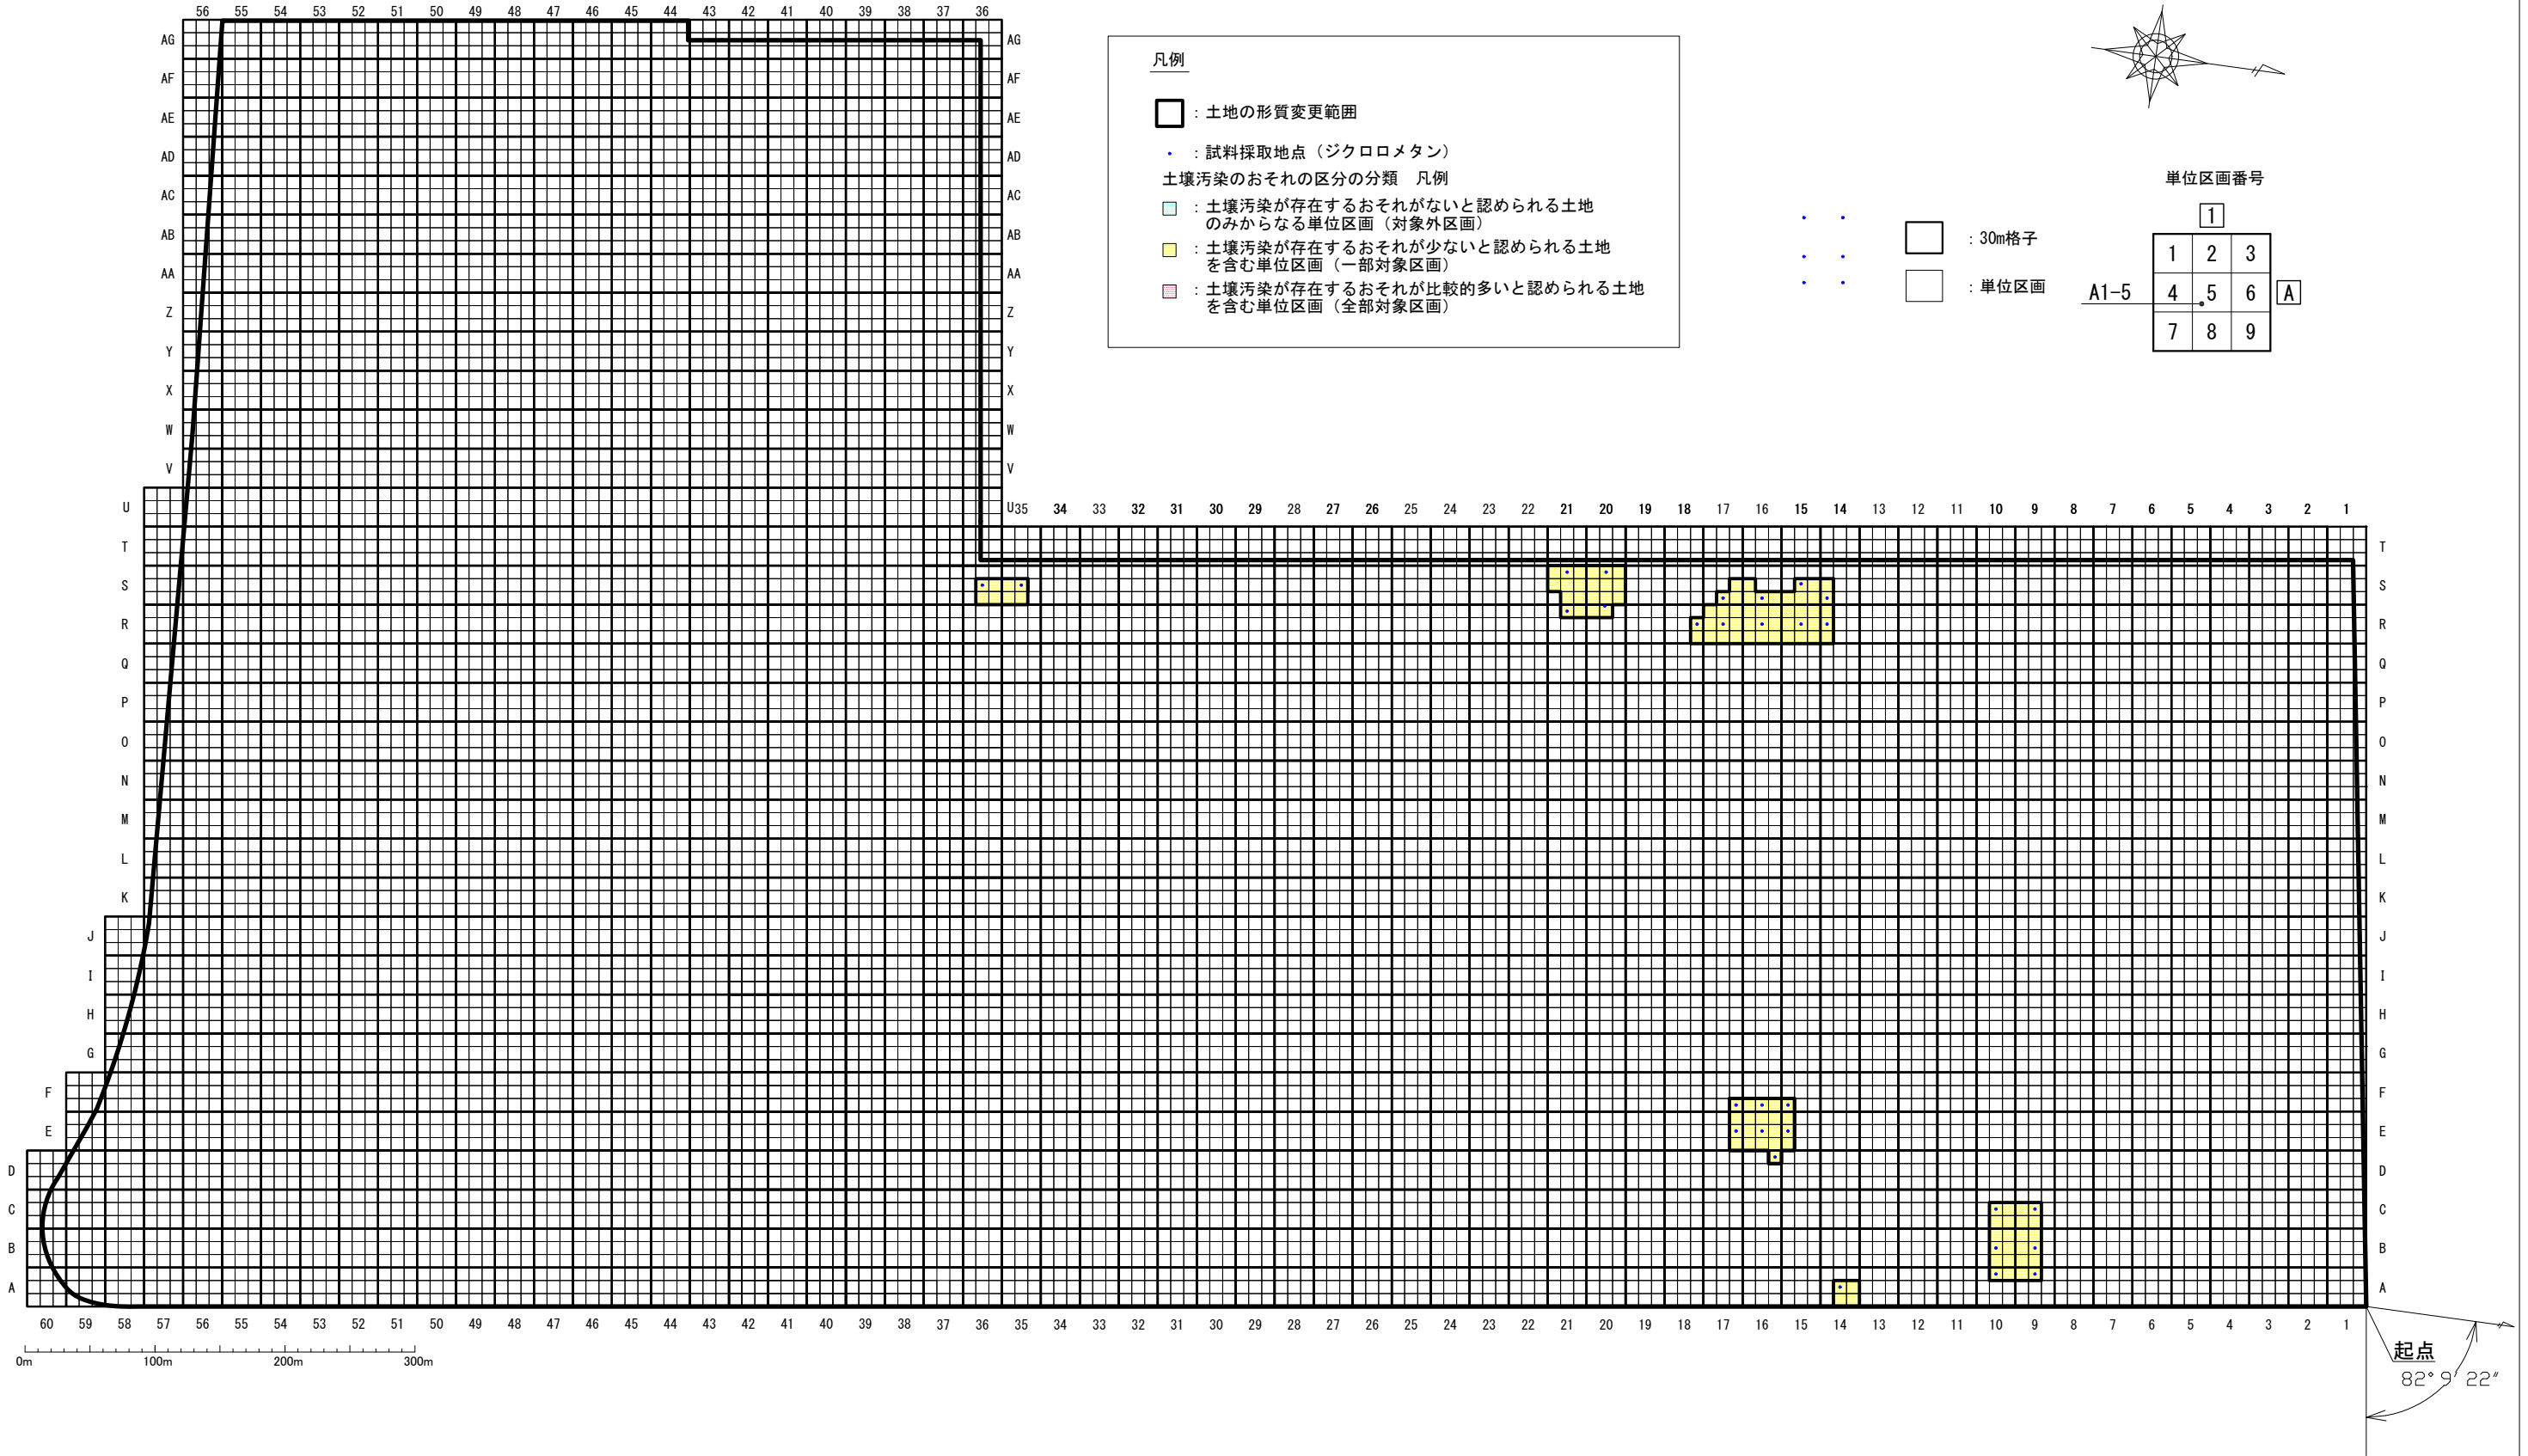 56 55 54 53 52 51 50 49 48 47 46 45 44 43 42 41 40 39 38 37 36
AG AG
AF AF
AE AE
AD AD
AC AC
AB AB
AA AA
Z Z
Y Y
X X
W W
V V
凡例
：土地の形質変更範囲
：試料採取地点（ジクロロメタン）
土壌汚染のおそれの区分の分類　凡例
：土壌汚染が存在するおそれがないと認められる土地
のみからなる単位区画（対象外区画）
：土壌汚染が存在するおそれが少ないと認められる土地
を含む単位区画（一部対象区画）
：土壌汚染が存在するおそれが比較的多いと認められる土地
を含む単位区画（全部対象区画）
：30m格子
：単位区画
単位区画番号
1
1 2 3
A1-5 4 5 6 A
7 8 9
U U 35 34 33 32 31 30 29 28 27 26 25 24 23 22 21 20 19 18 17 16 15 14 13 12 11 10 9 8 7 6 5 4 3 2 1
T T
S S
R R
Q Q
P P
O O
N N
M M
L L
K K
J J
I I
H H
G G
F F
E E
D D
C C
B B
A A
60 59 58 57 56 55 54 53 52 51 50 49 48 47 46 45 44 43 42 41 40 39 38 37 36 35 34 33 32 31 30 29 28 27 26 25 24 23 22 21 20 19 18 17 16 15 14 13 12 11 10 9 8 7 6 5 4 3 2 1
0m 100m 200m 300m
起点
82°9′22″